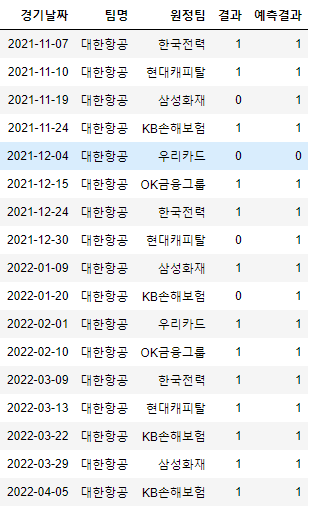 경기날짜 팀명 원정팀 결과 예측결과
2021-11-07 대한항공 한국전력 1 1
2021-11-10 대한항공 현대캐피탈 1 1
2021-11-19 대한항공 삼성화재 0 1
2021-11-24 대한항공 KB손해보험 1 1
2021-12-04 대한항공 우리카드 0 0
2021-12-15 대한항공 OK금융그룹 1 1
2021-12-24 대한항공 한국전력 1 1
2021-12-30 대한항공 현대캐피탈 0 1
2022-01-09 대한항공 삼성화재 1 1
2022-01-20 대한항공 KB손해보험 0 1
2022-02-01 대한항공 우리카드 1 1
2022-02-10 대한항공 OK금융그룹 1 1
2022-03-09 대한항공 한국전력 1 1
2022-03-13 대한항공 현대캐피탈 1 1
2022-03-22 대한항공 KB손해보험 1 1
2022-03-29 대한항공 삼성화재 1 1
2022-04-05 대한항공 KB손해보험 1 1